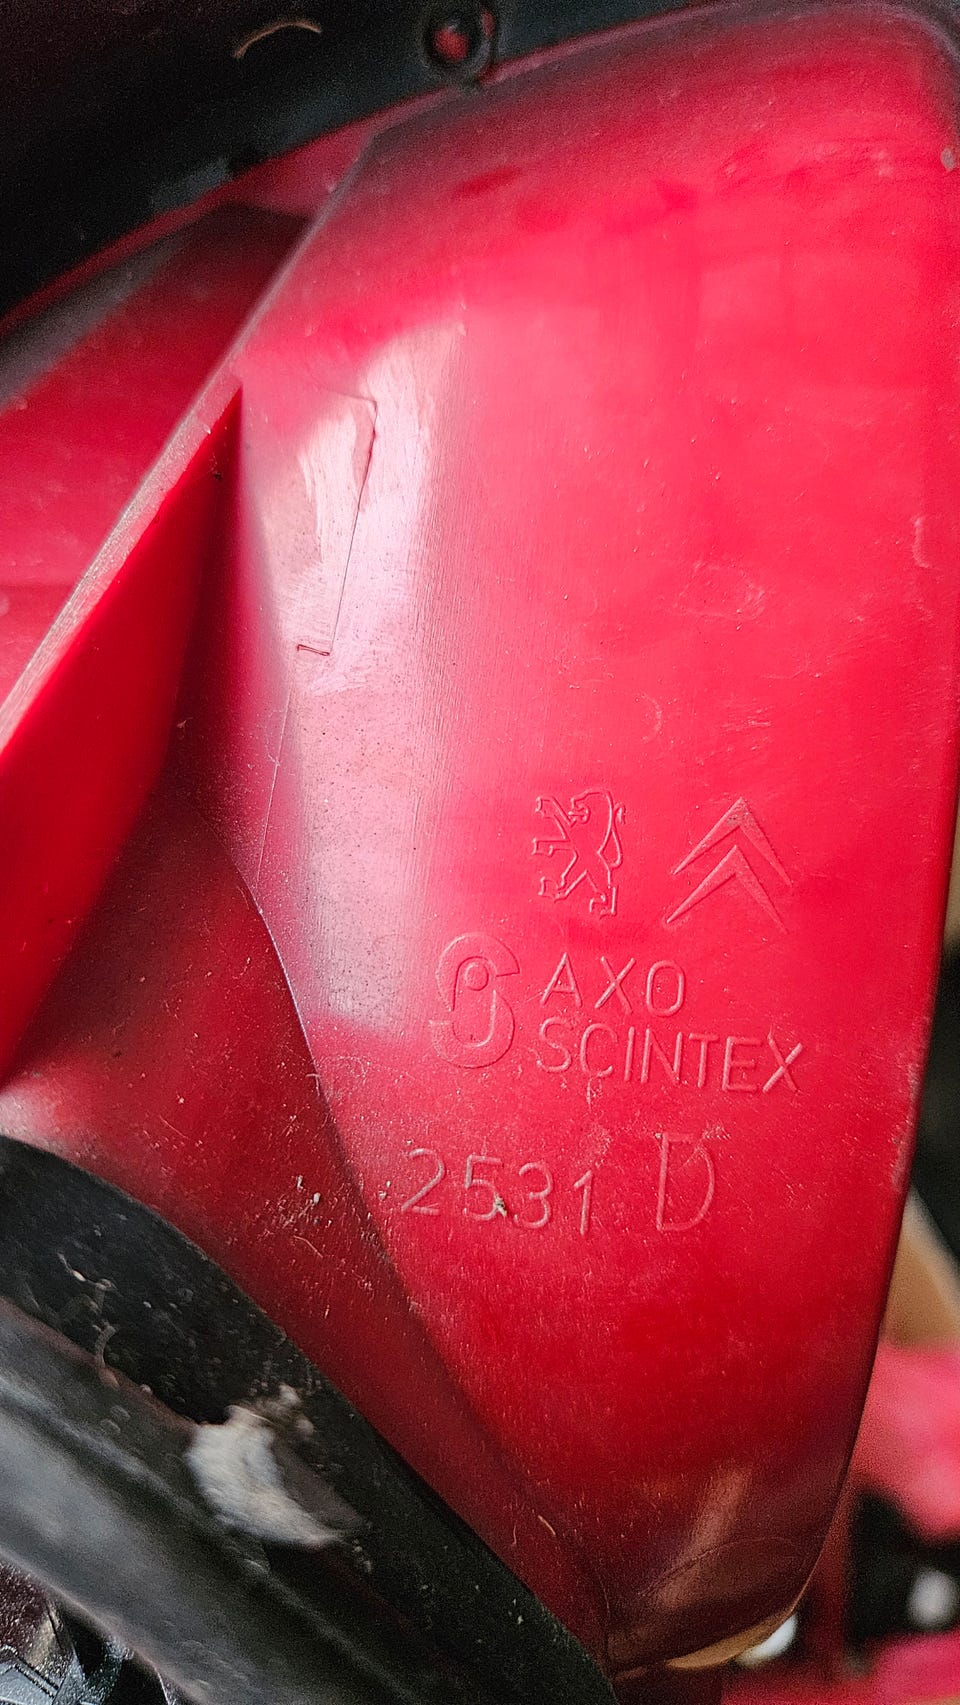 AXO
SCINTEX
2531 D